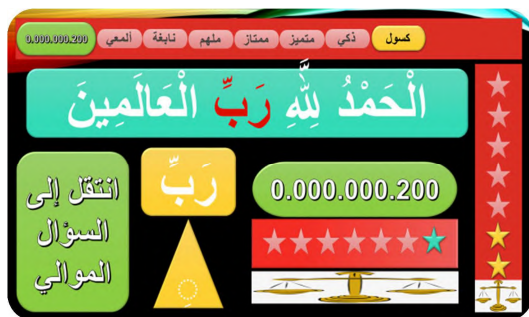 كسول ذكي متميز ممتاز ملهم نابغة ألمعي 0.000.000.200
الْحَمْدُ لِلَّهِ رَبِّ الْعَالَمِينَ
رَبِّ
0.000.000.200
انتقل إلى
السؤال
الموالي